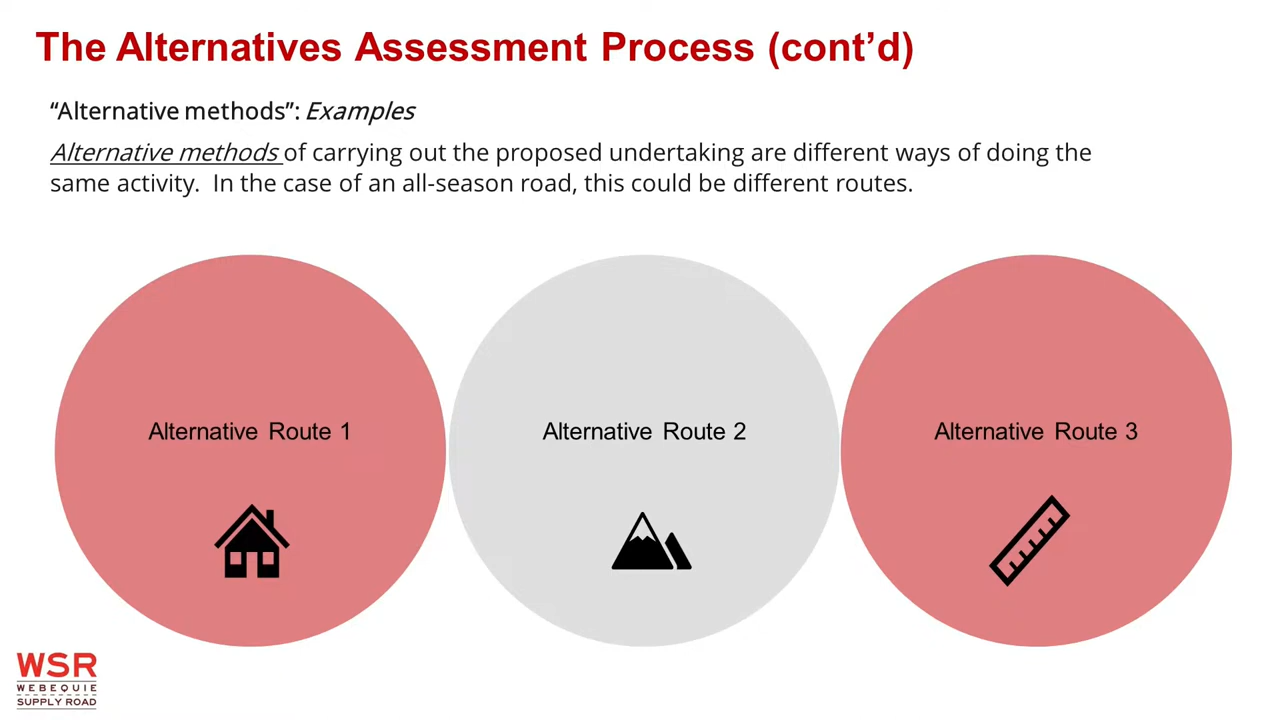 The Alternatives Assessment Process (cont’d)
“Alternative methods”: Examples
Alternative methods of carrying out the proposed undertaking are different ways of doing the
same activity.  In the case of an all-season road, this could be different routes.
Alternative Route 1
Alternative Route 2
Alternative Route 3
WSR
WEBEQUIE
SUPPLY ROAD